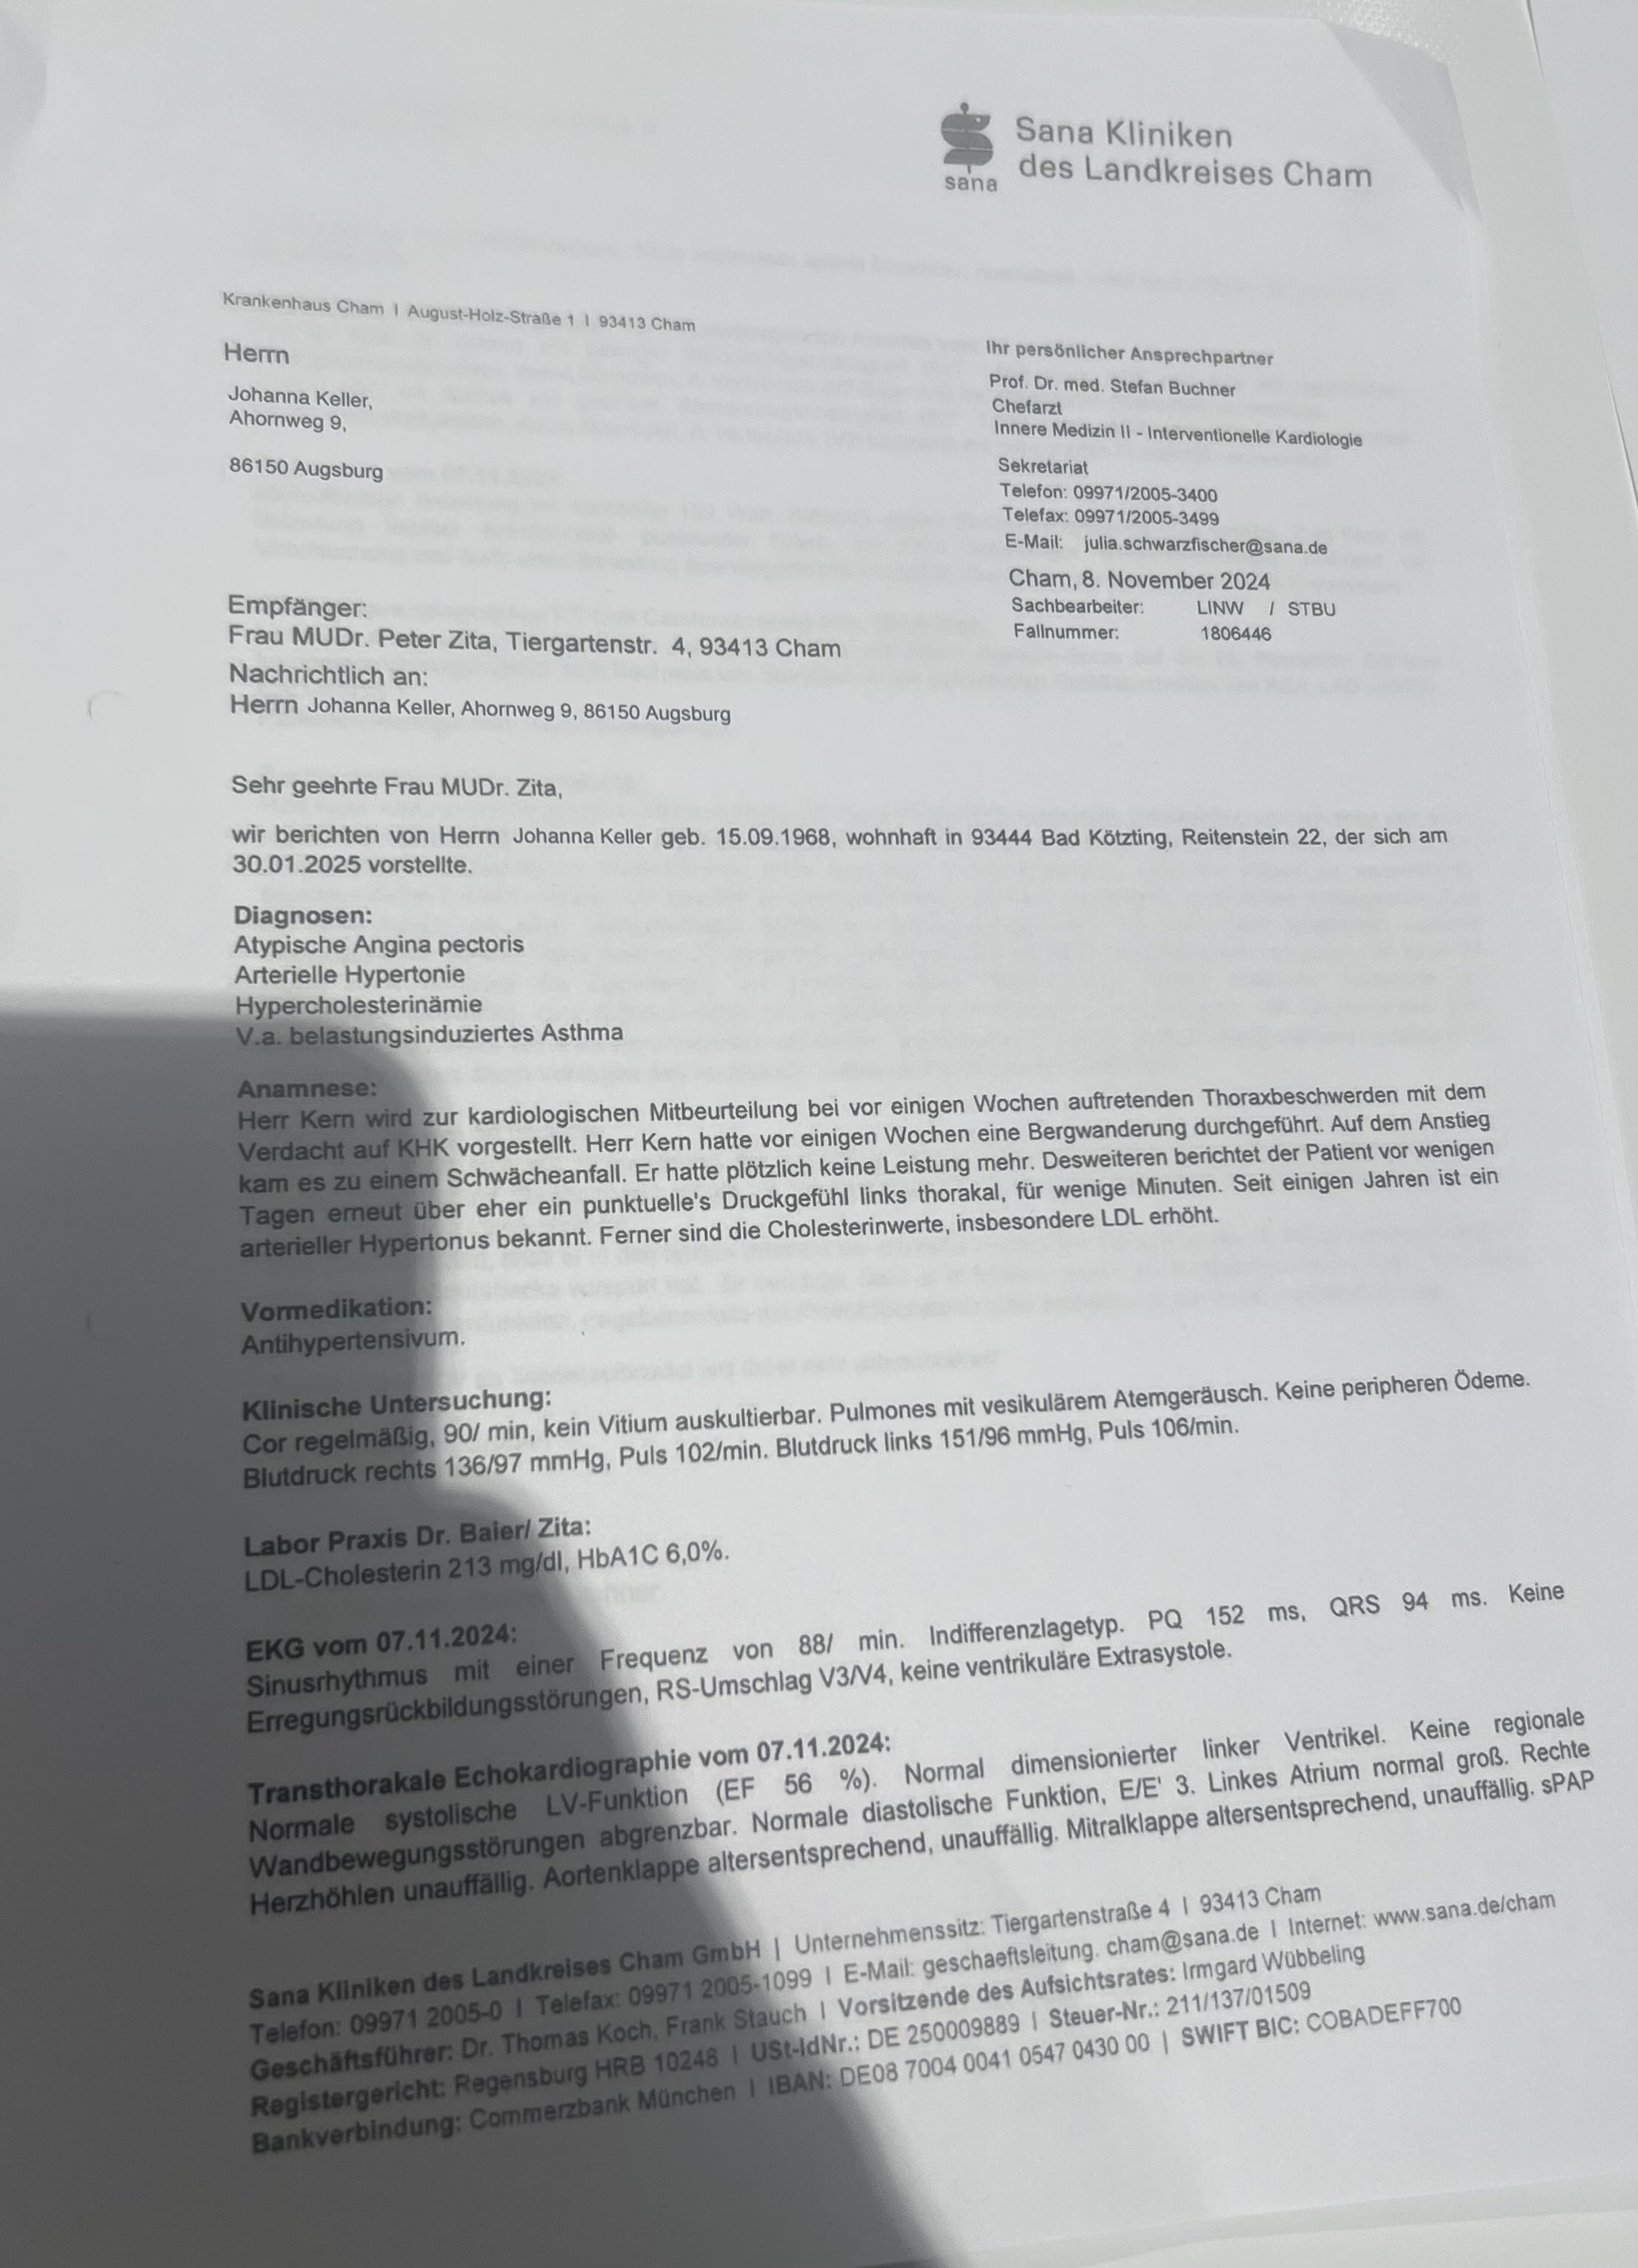 sana
Sana Kliniken
des Landkreises Cham
Krankenhaus Cham I August-Holz-Straße 1 I 93413 Cham
Herrn
Johanna Keller,
Ahornweg 9,
86150 Augsburg
Ihr persönlicher Ansprechpartner
Prof. Dr. med. Stefan Buchner
Chefarzt
Innere Medizin II - Interventionelle Kardiologie
Sekretariat
Telefon: 09971/2005-3400
Telefax: 09971/2005-3499
E-Mail: julia.schwarzfischer@sana.de
Cham, 8. November 2024
Sachbearbeiter: LINW / STBU
Fallnummer: 1806446
Empfänger:
Frau MUDr. Peter Zita, Tiergartenstr. 4, 93413 Cham
Nachrichtlich an:
Herrn Johanna Keller, Ahornweg 9, 86150 Augsburg
Sehr geehrte Frau MUDr. Zita,
wir berichten von Herrn Johanna Keller geb. 15.09.1968, wohnhaft in 93444 Bad Kötzting, Reitenstein 22, der sich am
30.01.2025 vorstellte.
Diagnosen:
Atypische Angina pectoris
Arterielle Hypertonie
Hypercholesterinämie
V.a. belastungsinduziertes Asthma
Anamnese:
Herr Kern wird zur kardiologischen Mitbeurteilung bei vor einigen Wochen auftretenden Thoraxbeschwerden mit dem
Verdacht auf KHK vorgestellt. Herr Kern hatte vor einigen Wochen eine Bergwanderung durchgeführt. Auf dem Anstieg
kam es zu einem Schwächeanfall. Er hatte plötzlich keine Leistung mehr. Desweiteren berichtet der Patient vor wenigen
Tagen erneut über eher ein punktuelle's Druckgefühl links thorakal, für wenige Minuten. Seit einigen Jahren ist ein
arterieller Hypertonus bekannt. Ferner sind die Cholesterinwerte, insbesondere LDL erhöht.
Vormedikation:
Antihypertensivum.
Klinische Untersuchung:
Cor regelmäßig, 90/ min, kein Vitium auskultierbar. Pulmones mit vesikulärem Atemgeräusch. Keine peripheren Ödeme.
Blutdruck rechts 136/97 mmHg, Puls 102/min. Blutdruck links 151/96 mmHg, Puls 106/min.
Labor Praxis Dr. Baier/ Zita:
LDL-Cholesterin 213 mg/dl, HbA1C 6,0%.
EKG vom 07.11.2024:
Sinusrhythmus mit einer Frequenz von 88/ min. Indifferenzlagetyp. PQ 152 ms, QRS 94 ms. Keine
Erregungsrückbildungsstörungen, RS-Umschlag V3/V4, keine ventrikuläre Extrasystole.
Transthorakale Echokardiographie vom 07.11.2024:
Normale systolische LV-Funktion (EF 56 %). Normal dimensionierter linker Ventrikel. Keine regionale
Wandbewegungsstörungen abgrenzbar. Normale diastolische Funktion, E/E' 3. Linkes Atrium normal groß. Rechte
Herzhöhlen unauffällig. Aortenklappe altersentsprechend, unauffällig. Mitralklappe altersentsprechend, unauffällig. sPAP
Sana Kliniken des Landkreises Cham GmbH | Unternehmenssitz: Tiergartenstraße 4 I 93413 Cham
Telefon: 09971 2005-0 I Telefax: 09971 2005-1099 I E-Mail: geschaeftsleitung. cham@sana.de I Internet: www.sana.de/cham
Geschäftsführer: Dr. Thomas Koch, Frank Stauch I Vorsitzende des Aufsichtsrates: Irmgard Wübbeling
Registergericht: Regensburg HRB 10248 I USt-IdNr.: DE 250009889 I Steuer-Nr.: 211/137/01509
Bankverbindung: Commerzbank München I IBAN: DE08 7004 0041 0547 0430 00 | SWIFT BIC: COBADEFF700